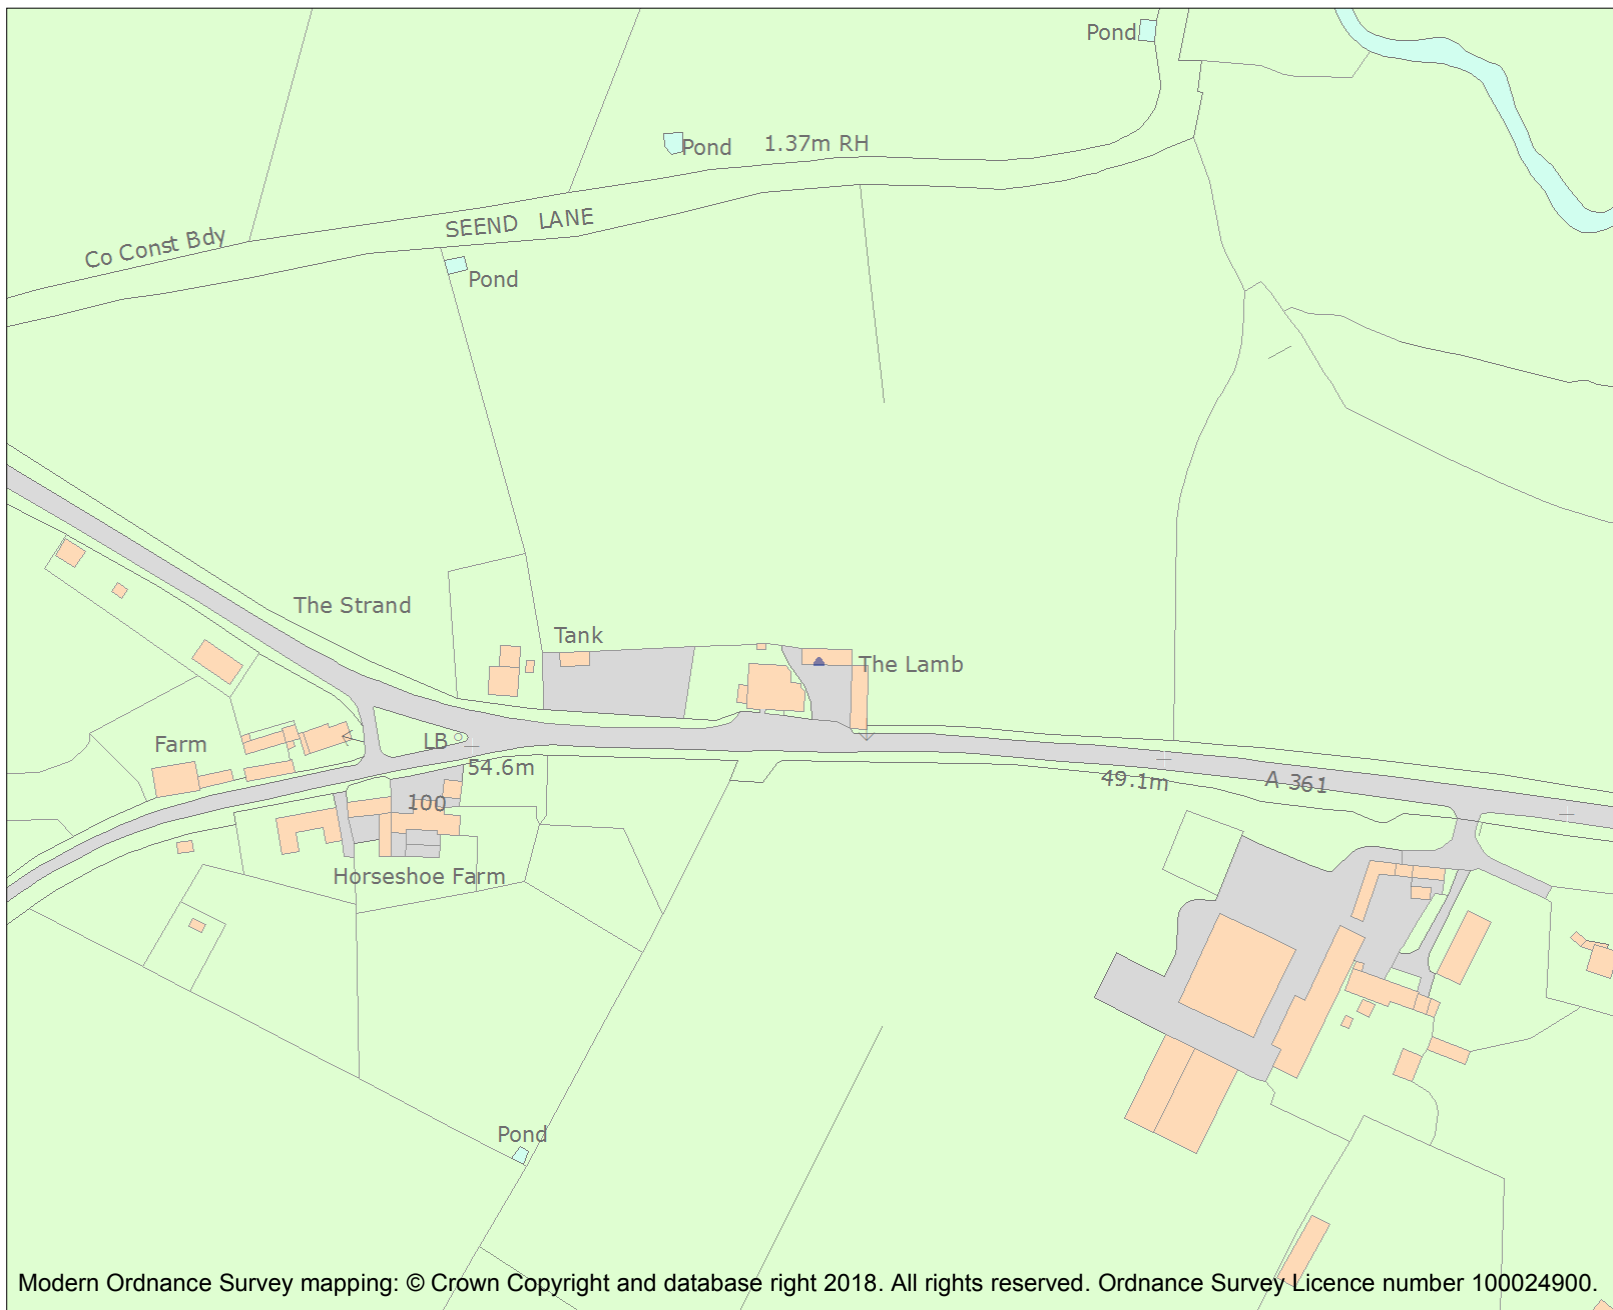 Pond
Pond
1.37m RH
SEEND LANE
Co Const Bdy
Pond
The Strand
Tank
The Lamb
Farm
LB
54.6m
49.1m
A 361
100
Horseshoe Farm
Pond
Modern Ordnance Survey mapping: © Crown Copyright and database right 2018. All rights reserved. Ordnance Survey Licence number 100024900.